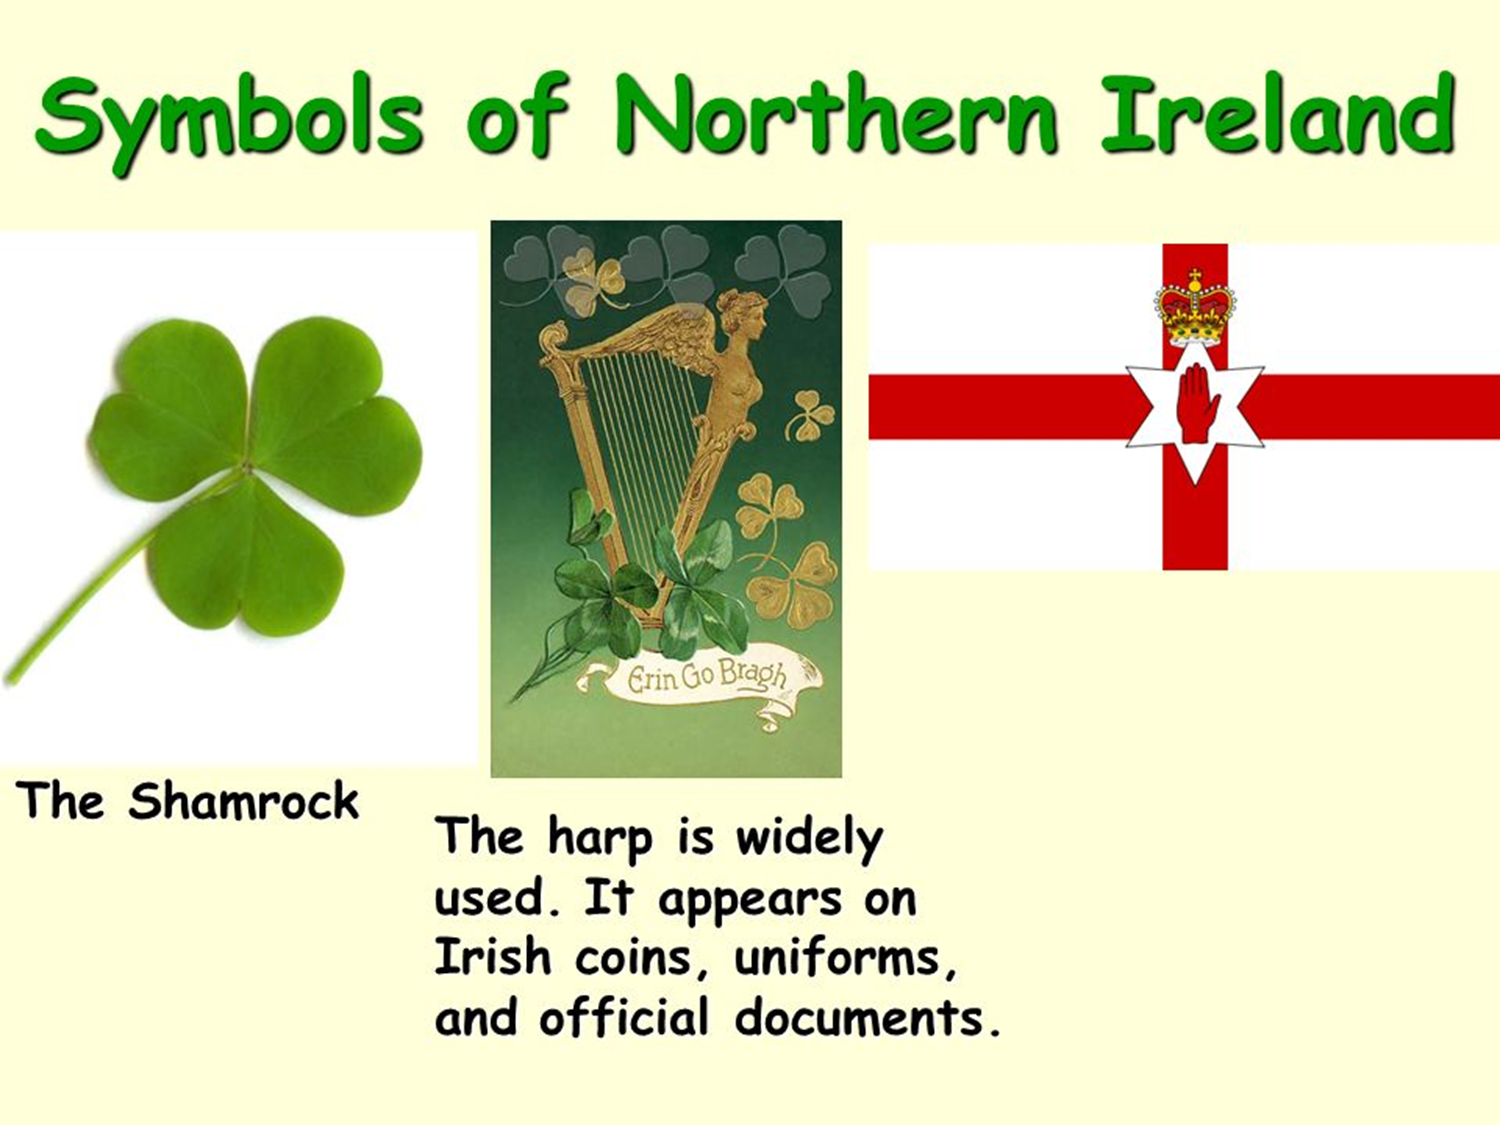 Symbols of Northern Ireland
Erin Go Bragh
The Shamrock
The harp is widely
used. It appears on
Irish coins, uniforms,
and official documents.